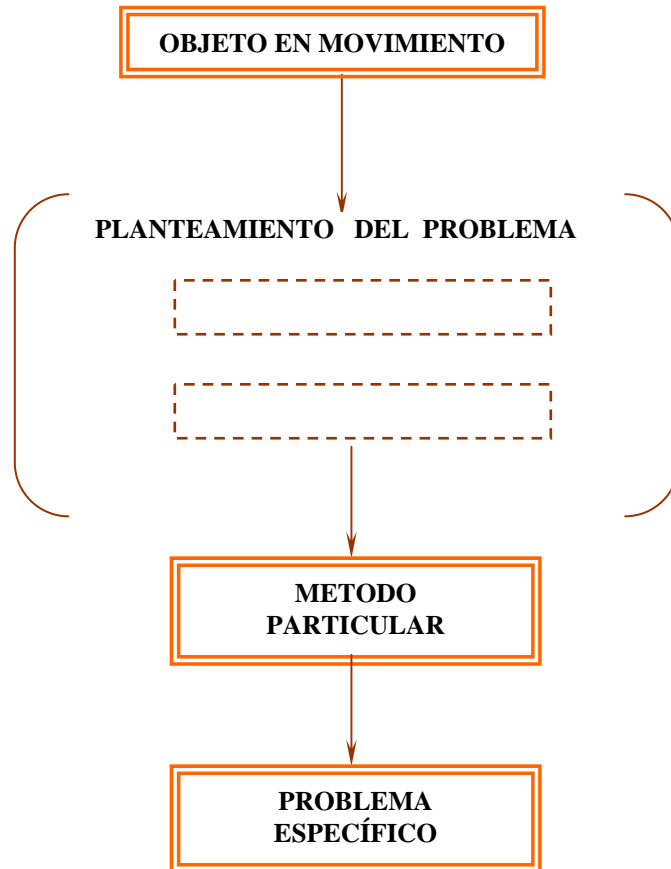 OBJETO EN MOVIMIENTO
PLANTEAMIENTO DEL PROBLEMA
METODO
PARTICULAR
PROBLEMA
ESPECÍFICO